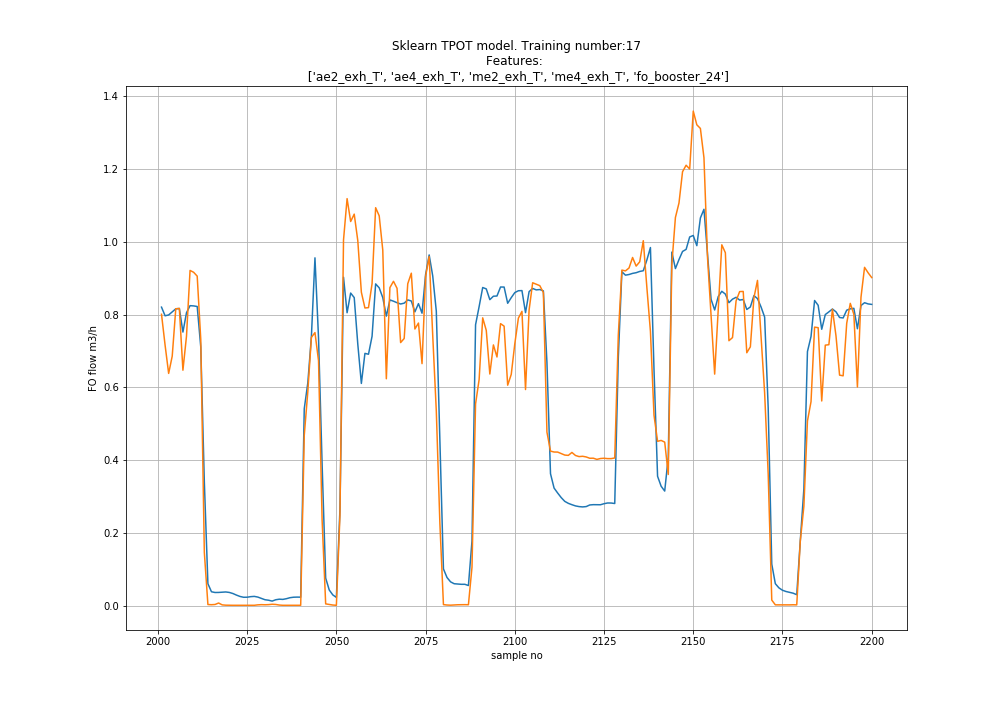 Sklearn TPOT model. Training number:17
Features:
['ae2_exh_T', 'ae4_exh_T', 'me2_exh_T', 'me4_exh_T', 'fo_booster_24']
1.4
1.2
1.0
0.8
0.6
0.4
0.2
0.0
FO flow m3/h
2000 2025 2050 2075 2100 2125 2150 2175 2200
sample no